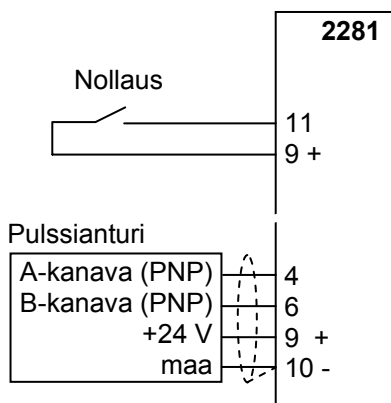 2281
Nollaus
11
9 +
Pulssianturi
A-kanava (PNP) 4
B-kanava (PNP) 6
+24 V 9 +
maa 10 -